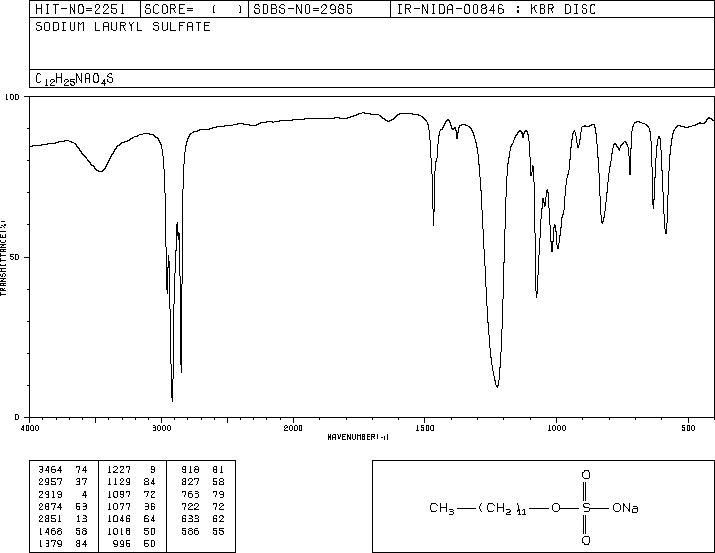 HIT-NO=2251 SCORE= ( ) SDBS-NO=2985 IR-NIDA-00846 : KBR DISC
SODIUM LAURYL SULFATE
C12H25NAO4S
100
50
0
TRANSMITTANCE(%)
4000 3000 2000 1500 1000 500
WAVENUMBER(-1)
3464 74 1227 9 918 81
2957 37 1129 84 827 58
2919 4 1097 72 763 79
2874 53 1077 36 722 72
2851 13 1046 64 633 62
1468 58 1018 50 586 55
1379 84 996 50
O
CH3 (CH2)11 O S ONa
O